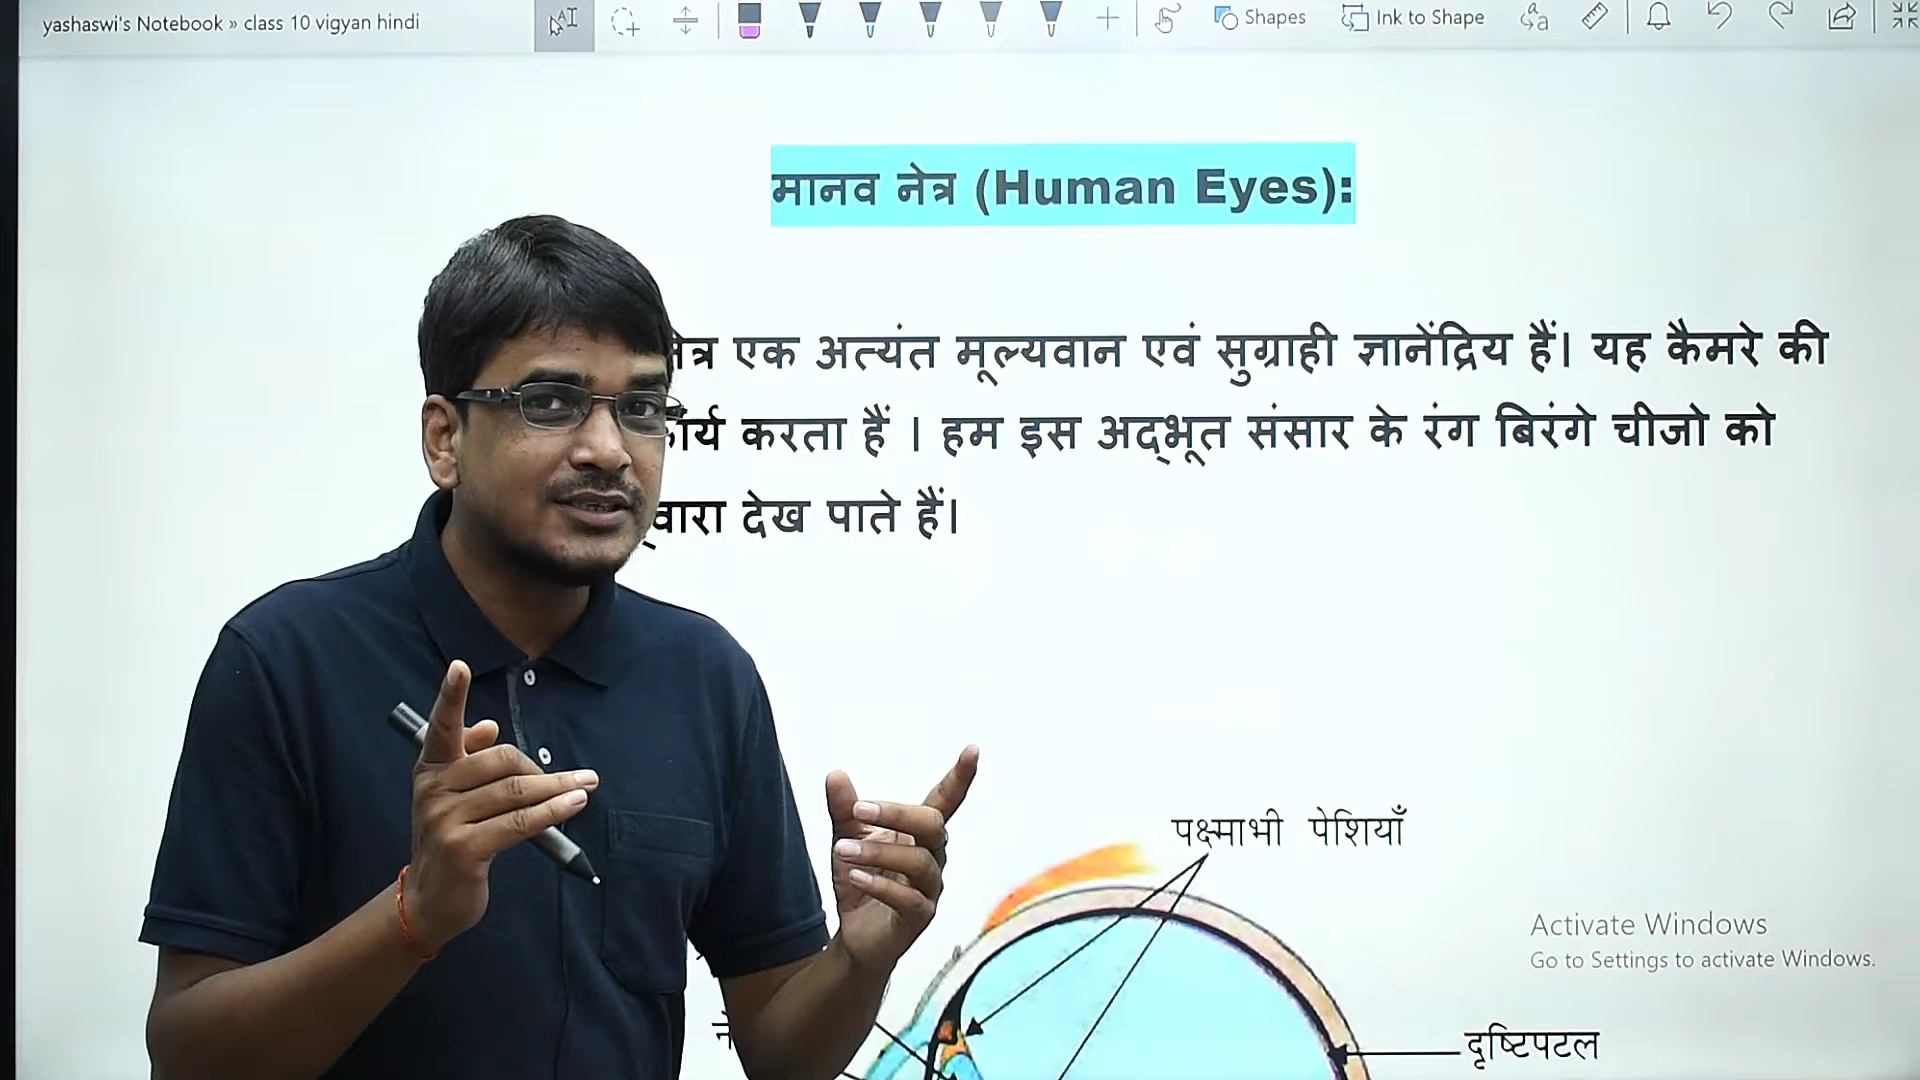 yashaswi's Notebook » class 10 vigyan hindi
Shapes
Ink to Shape
मानव नेत्र (Human Eyes):
एक अत्यंत मूल्यवान एवं सुग्राही ज्ञानेंद्रिय हैं। यह कैमरे की
करता हैं । हम इस अद्भूत संसार के रंग बिरंगे चीजो को
देख पाते हैं।
पक्ष्माभी पेशियाँ
Activate Windows
Go to Settings to activate Windows.
दृष्टिपटल